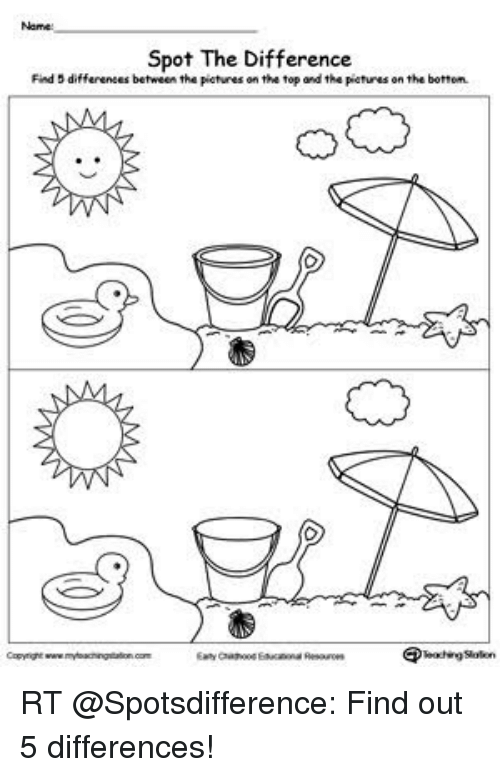 Name:
Spot The Difference
Find 5 differences between the pictures on the top and the pictures on the bottom.
Copyright www.myteachingstation.com Early Childhood Educational Resources Teaching Station
RT @Spotsdifference: Find out
5 differences!